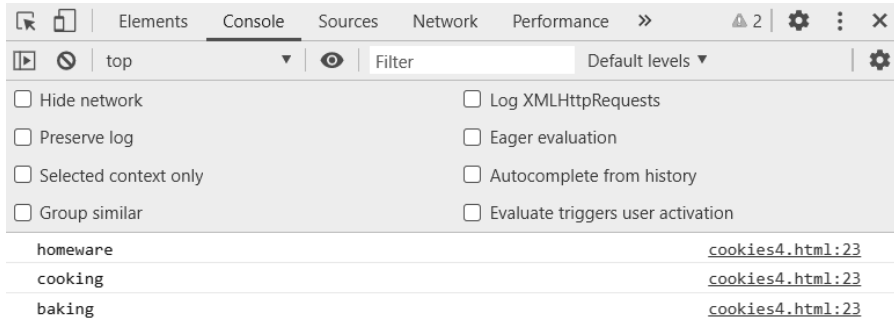 Elements Console Sources Network Performance » 2
top ▼ Filter Default levels ▼
Hide network Log XMLHttpRequests
Preserve log Eager evaluation
Selected context only Autocomplete from history
Group similar Evaluate triggers user activation
homeware cookies4.html:23
cooking cookies4.html:23
baking cookies4.html:23